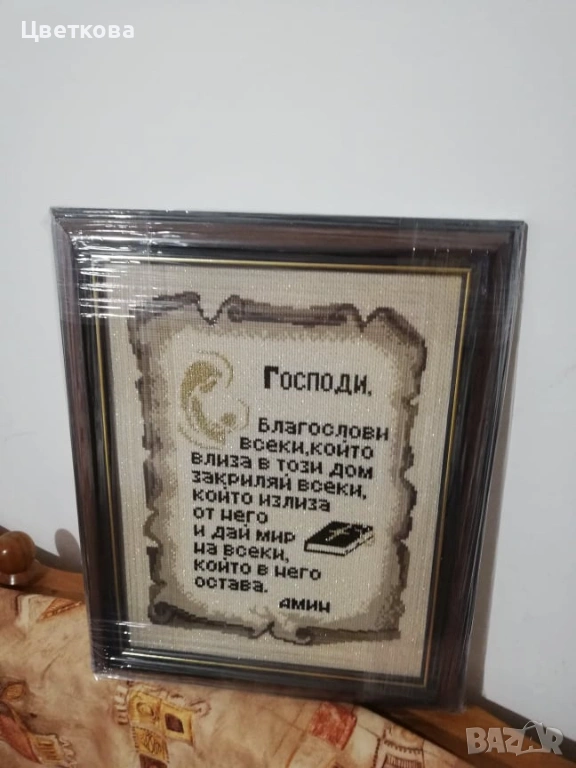 Цветкова
Господи,
Благослови
всеки, който
влиза в този дом
закриляй всеки,
който излиза
от него
и дай мир
на всеки,
който в него
остава.
амин
BAZAR